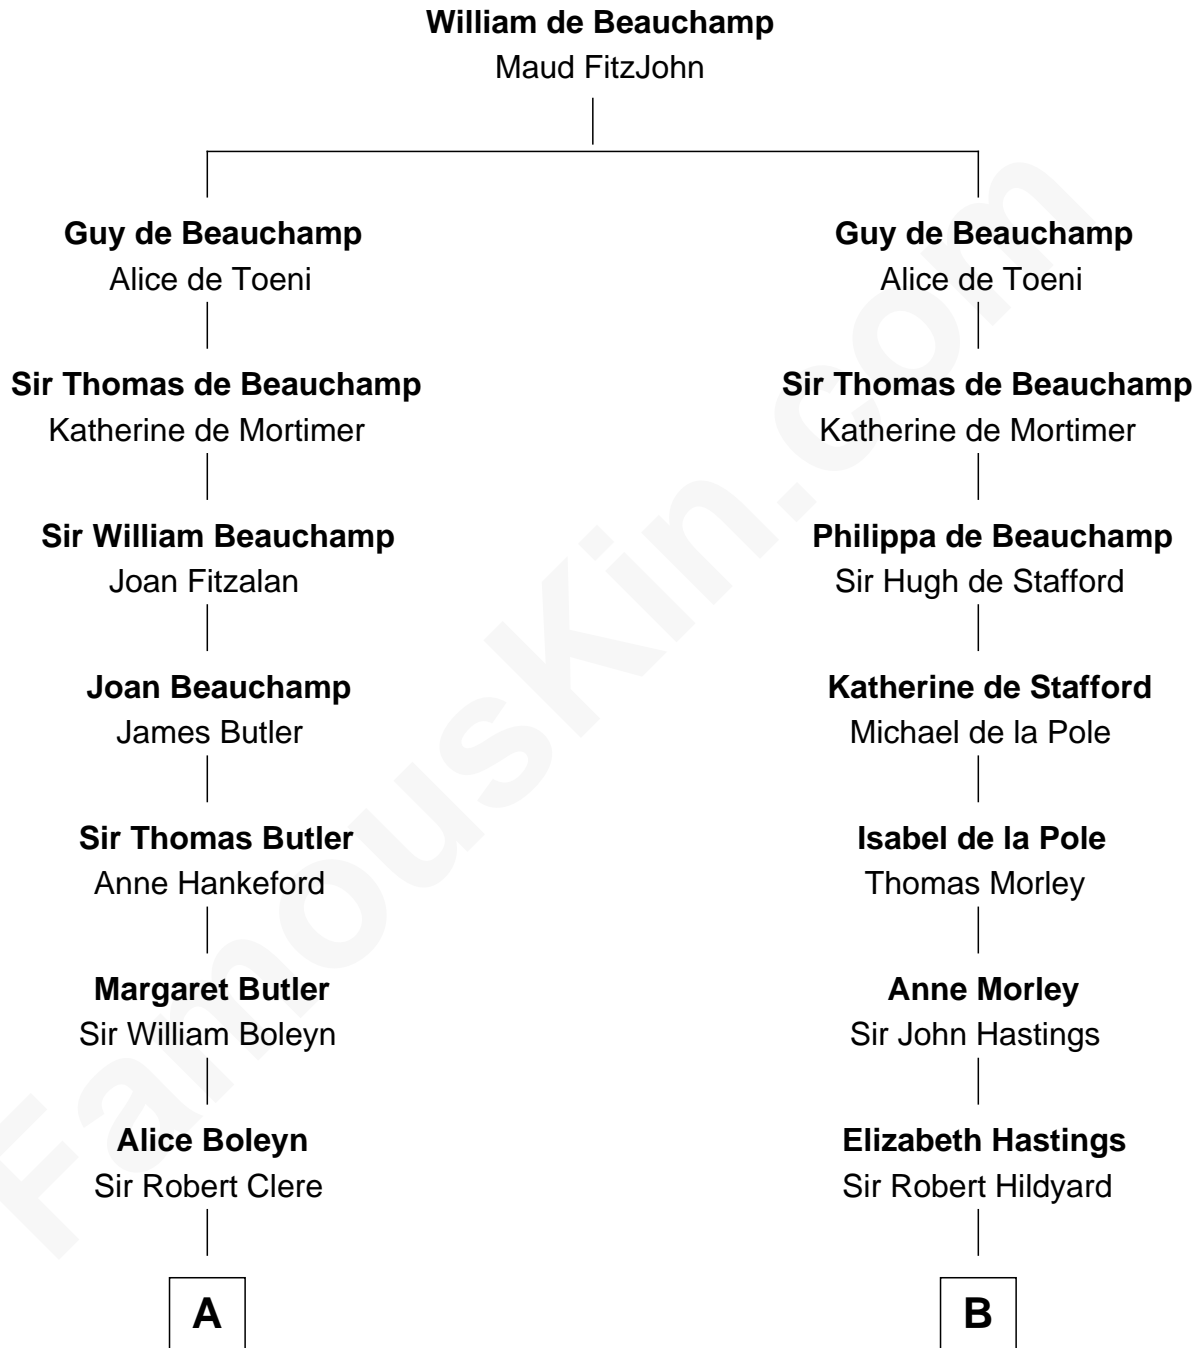 William de Beauchamp
Maud FitzJohn
Guy de Beauchamp
Alice de Toeni
Sir Thomas de Beauchamp
Katherine de Mortimer
Sir William Beauchamp
Joan Fitzalan
Joan Beauchamp
James Butler
Sir Thomas Butler
Anne Hankeford
Margaret Butler
Sir William Boleyn
Alice Boleyn
Sir Robert Clere
A
Guy de Beauchamp
Alice de Toeni
Sir Thomas de Beauchamp
Katherine de Mortimer
Philippa de Beauchamp
Sir Hugh de Stafford
Katherine de Stafford
Michael de la Pole
Isabel de la Pole
Thomas Morley
Anne Morley
Sir John Hastings
Elizabeth Hastings
Sir Robert Hildyard
B
FamousKin.com